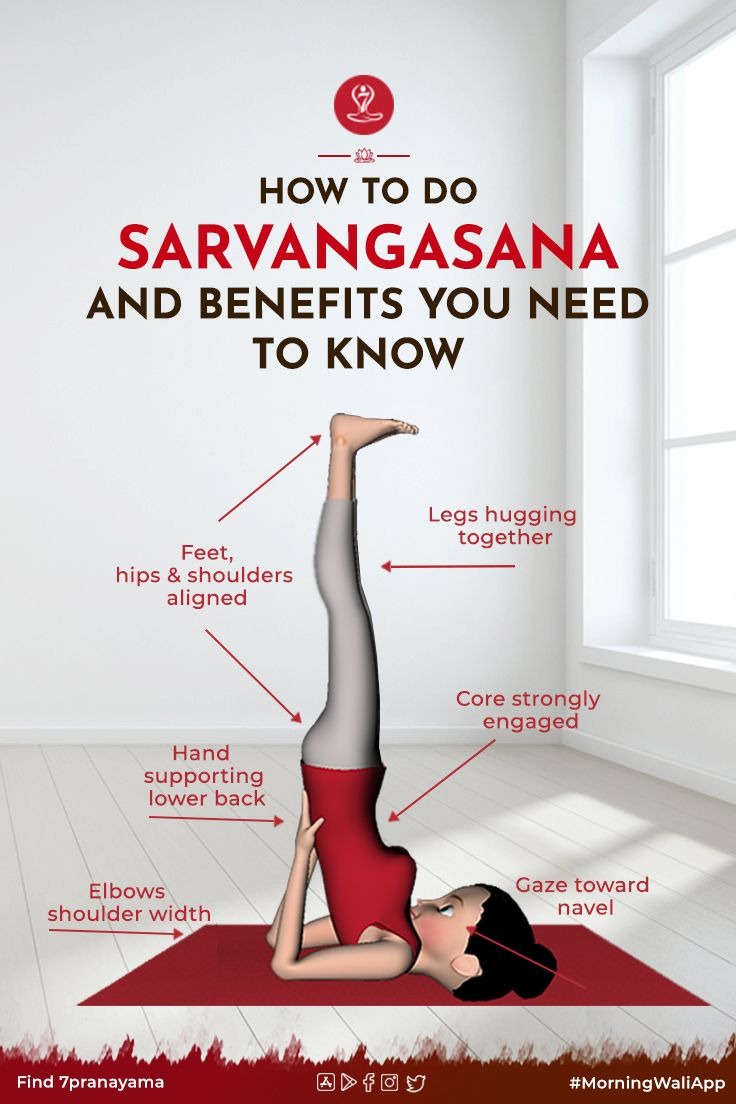 HOW TO DO
SARVANGASANA
AND BENEFITS YOU NEED
TO KNOW
Feet,
hips & shoulders
aligned
Legs hugging
together
Core strongly
engaged
Hand
supporting
lower back
Elbows
shoulder width
Gaze toward
navel
Find 7pranayama
#MorningWaliApp